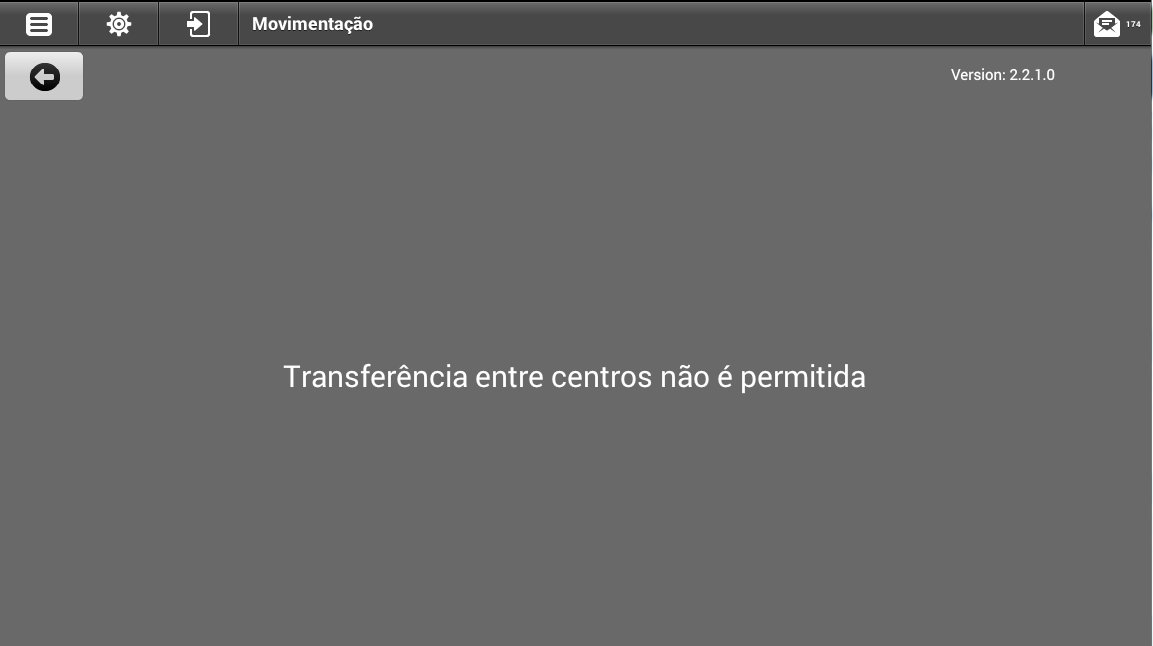 Movimentação
174
Version: 2.2.1.0
Transferência entre centros não é permitida